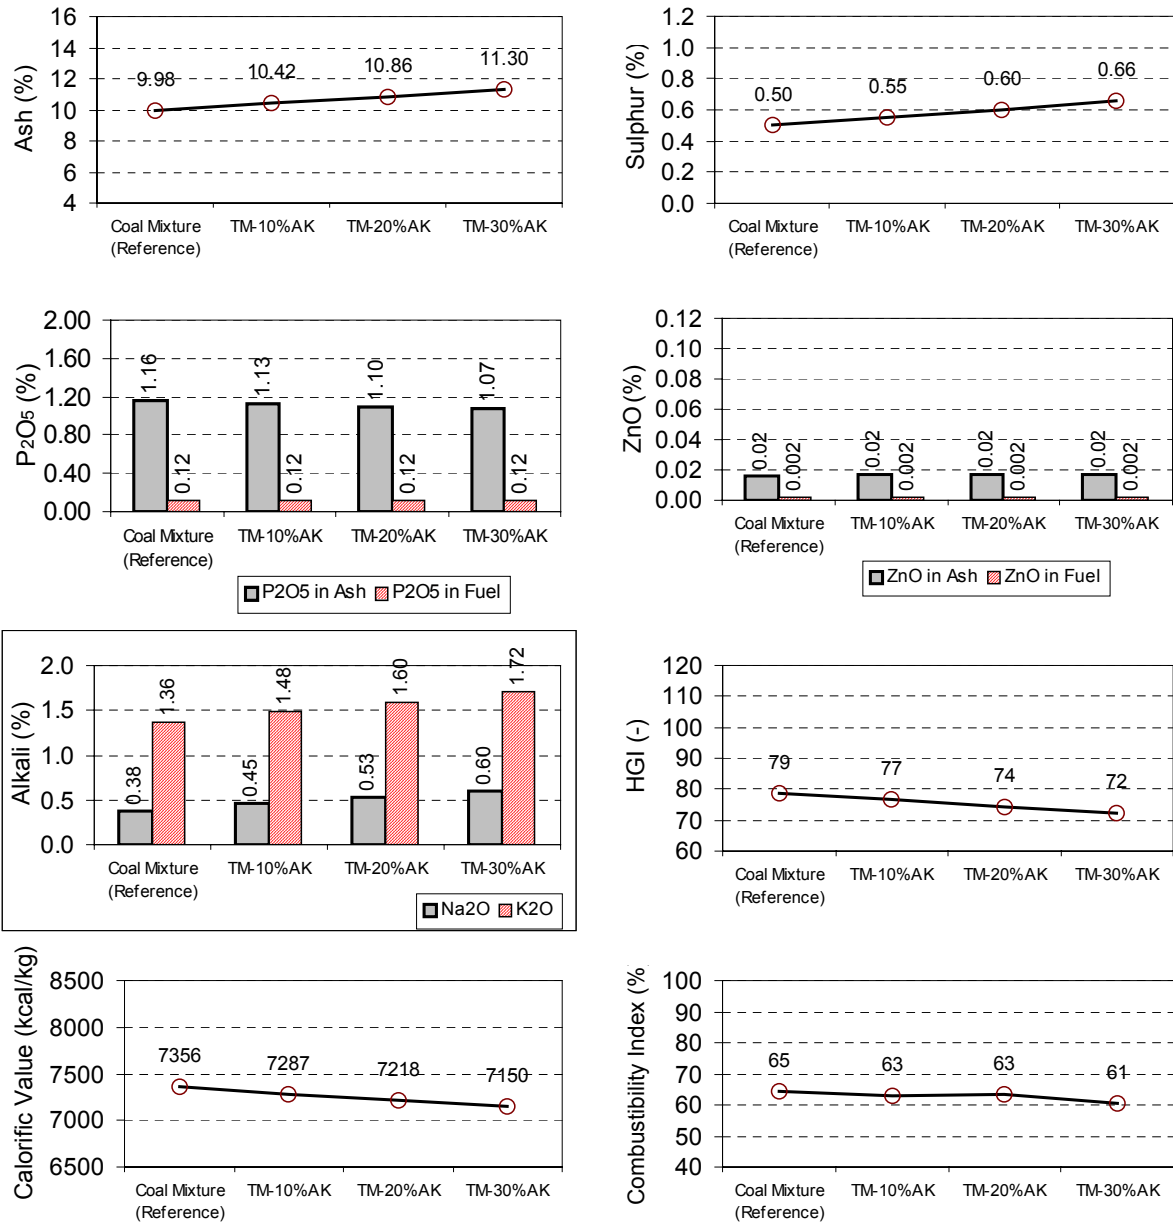 Ash (%)
16
14
12
10
8
6
4
9.98
10.42
10.86
11.30
Coal Mixture
(Reference)
TM-10%AK
TM-20%AK
TM-30%AK
Sulphur (%)
1.2
1.0
0.8
0.6
0.4
0.2
0.0
0.50
0.55
0.60
0.66
Coal Mixture
(Reference)
TM-10%AK
TM-20%AK
TM-30%AK
P2O5 (%)
2.00
1.60
1.20
0.80
0.40
0.00
1.16
0.12
1.13
0.12
1.10
0.12
1.07
0.12
Coal Mixture
(Reference)
TM-10%AK
TM-20%AK
TM-30%AK
P2O5 in Ash
P2O5 in Fuel
ZnO (%)
0.12
0.10
0.08
0.06
0.04
0.02
0.00
0.02
0.002
0.02
0.002
0.02
0.002
0.02
0.002
Coal Mixture
(Reference)
TM-10%AK
TM-20%AK
TM-30%AK
ZnO in Ash
ZnO in Fuel
Alkali (%)
2.0
1.5
1.0
0.5
0.0
0.38
1.36
0.45
1.48
0.53
1.60
0.60
1.72
Coal Mixture
(Reference)
TM-10%AK
TM-20%AK
TM-30%AK
Na2O
K2O
HGI (-)
120
110
100
90
80
70
60
79
77
74
72
Coal Mixture
(Reference)
TM-10%AK
TM-20%AK
TM-30%AK
Calorific Value (kcal/kg)
8500
8000
7500
7000
6500
7356
7287
7218
7150
Coal Mixture
(Reference)
TM-10%AK
TM-20%AK
TM-30%AK
Combustibility Index (%
100
90
80
70
60
50
40
65
63
63
61
Coal Mixture
(Reference)
TM-10%AK
TM-20%AK
TM-30%AK